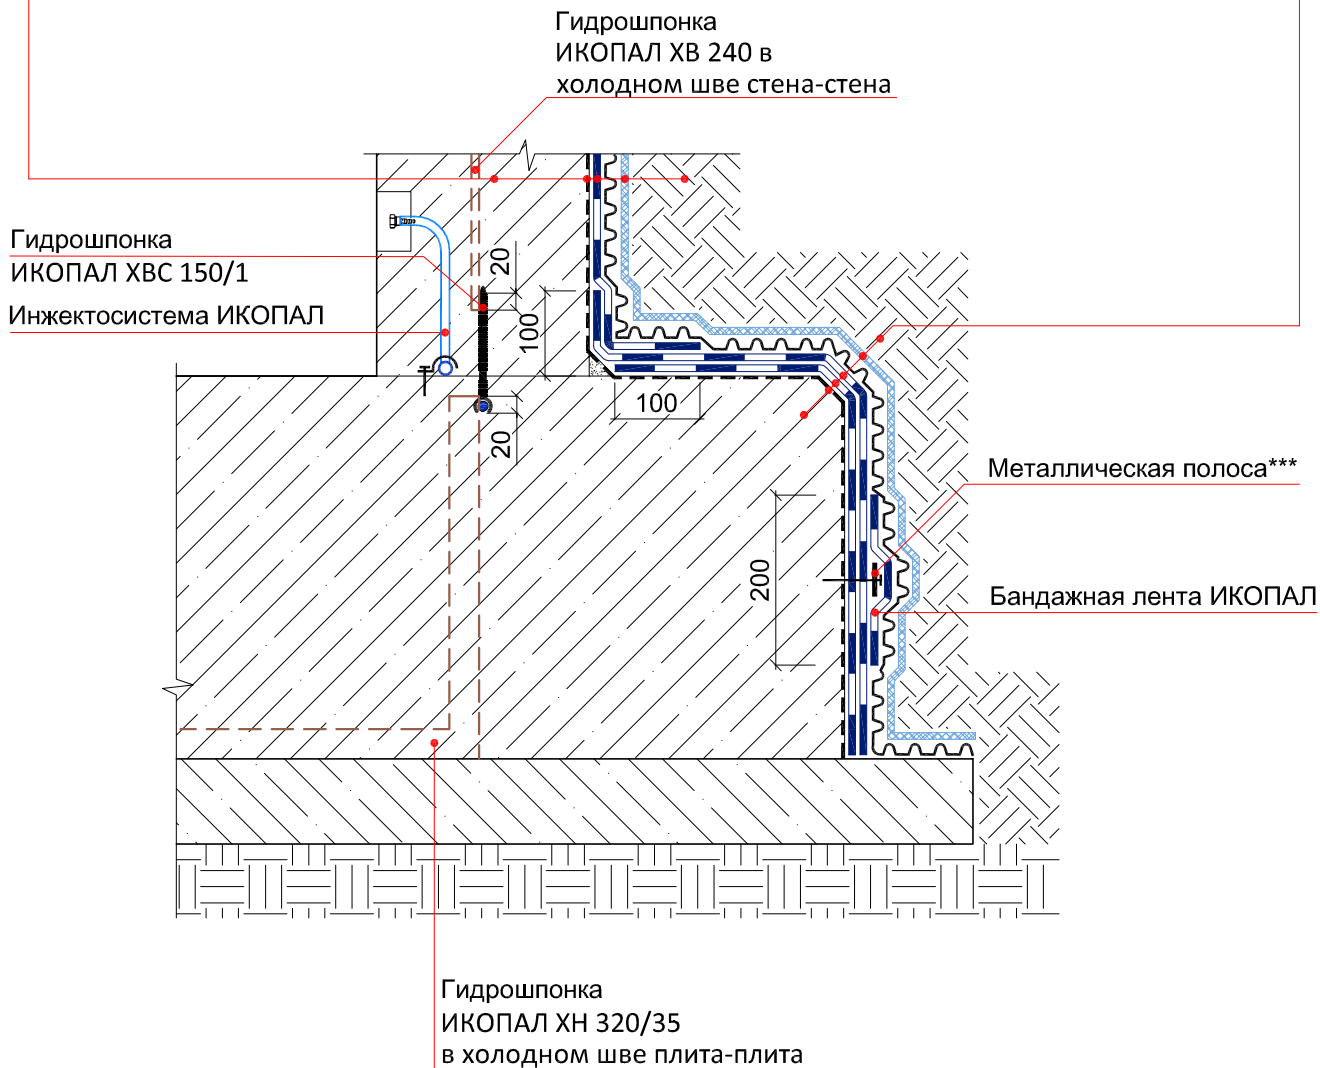 Гидрошпонка
ИКОПАЛ ХВ 240 в
холодном шве стена-стена
Гидрошпонка
ИКОПАЛ ХВС 150/1
Инжектосистема ИКОПАЛ
20
100
100
20
Металлическая полоса***
200
Бандажная лента ИКОПАЛ
Гидрошпонка
ИКОПАЛ ХН 320/35
в холодном шве плита-плита